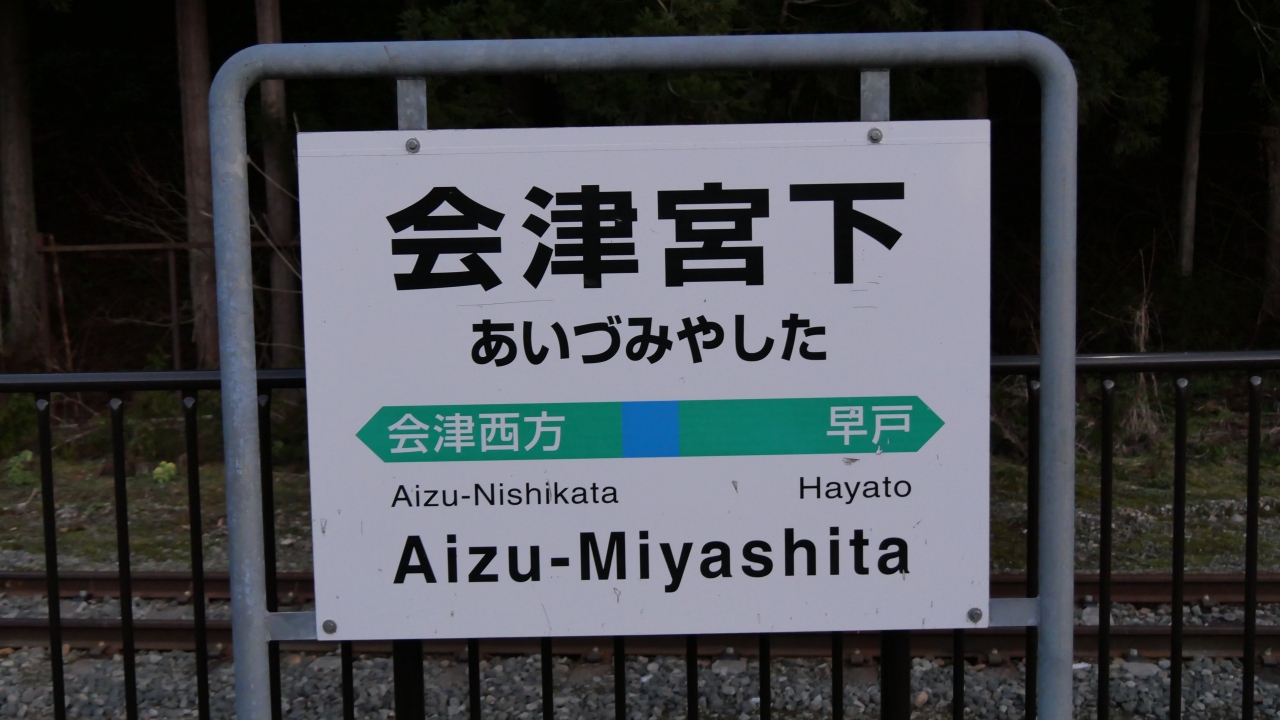 会津宮下
あいづみやした
会津西方 早戸
Aizu-Nishikata Hayato
Aizu-Miyashita